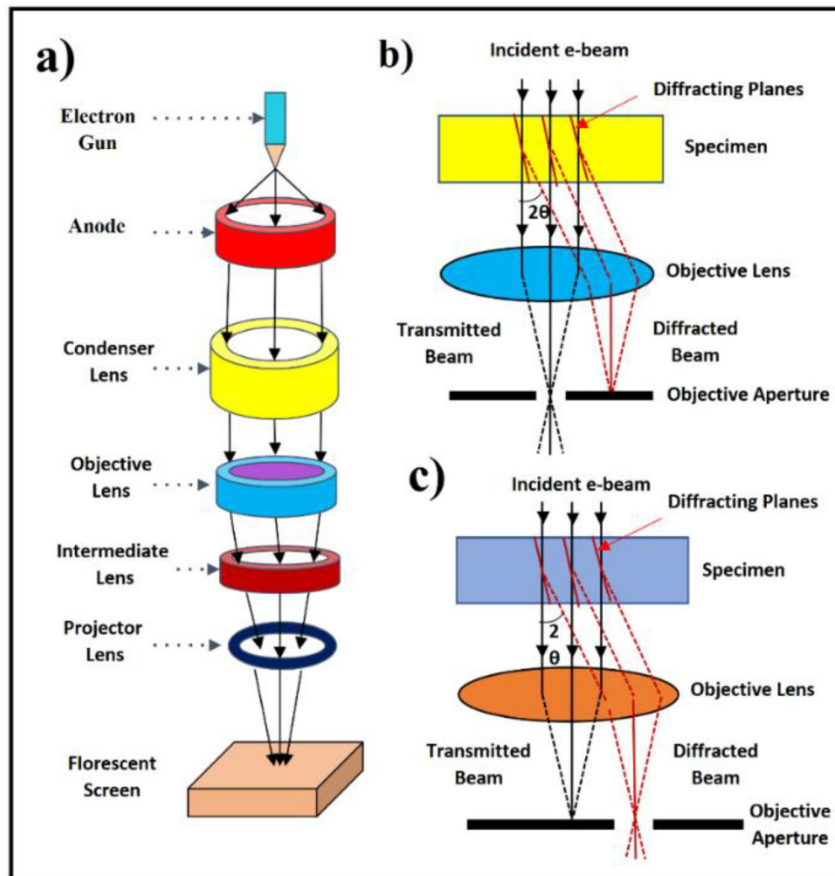 a)
Electron
Gun
Anode
Condenser
Lens
Objective
Lens
Intermediate
Lens
Projector
Lens
Florescent
Screen
b)
Incident e-beam
Diffracting Planes
Specimen
2θ
Objective Lens
Transmitted
Beam
Diffracted
Beam
Objective Aperture
c)
Incident e-beam
Diffracting Planes
Specimen
2
θ
Objective Lens
Transmitted
Beam
Diffracted
Beam
Objective
Aperture